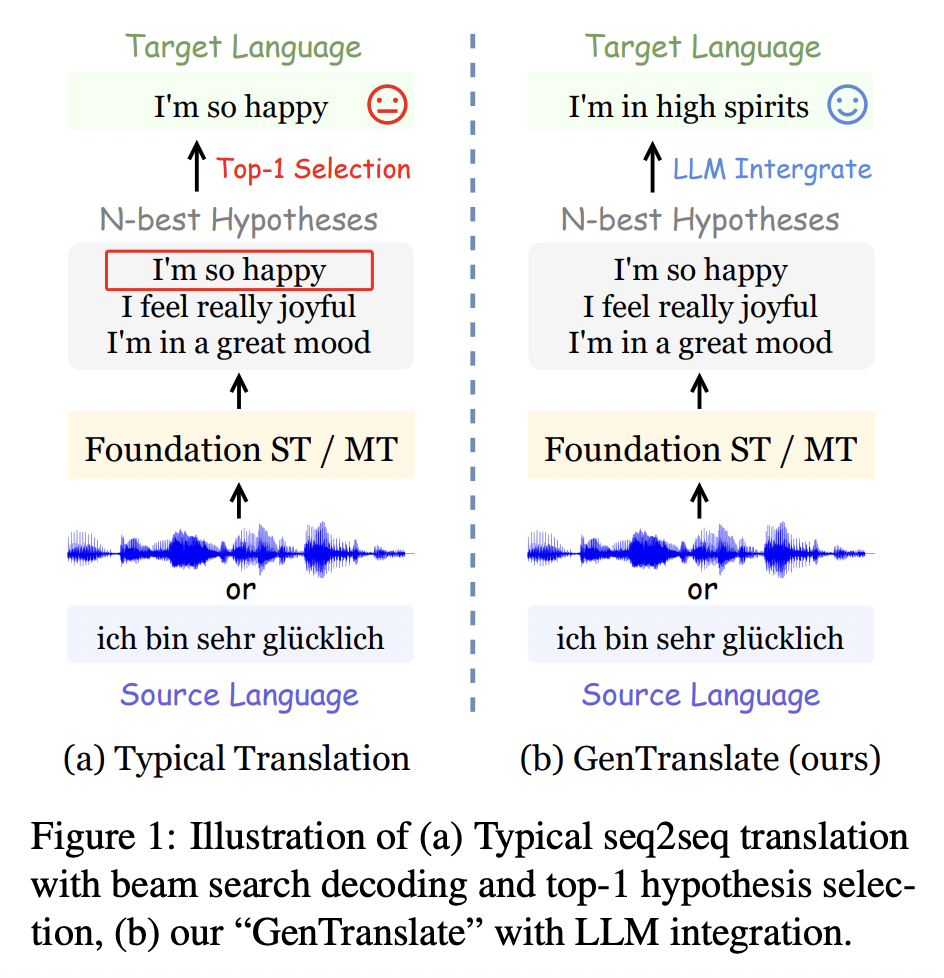 Target Language
I'm so happy
Top-1 Selection
N-best Hypotheses
I'm so happy
I feel really joyful
I'm in a great mood
Foundation ST / MT
or
ich bin sehr glücklich
Source Language
(a) Typical Translation
Target Language
I'm in high spirits
LLM Intergrate
N-best Hypotheses
I'm so happy
I feel really joyful
I'm in a great mood
Foundation ST / MT
or
ich bin sehr glücklich
Source Language
(b) GenTranslate (ours)
Figure 1: Illustration of (a) Typical seq2seq translation
with beam search decoding and top-1 hypothesis selec-
tion, (b) our “GenTranslate” with LLM integration.